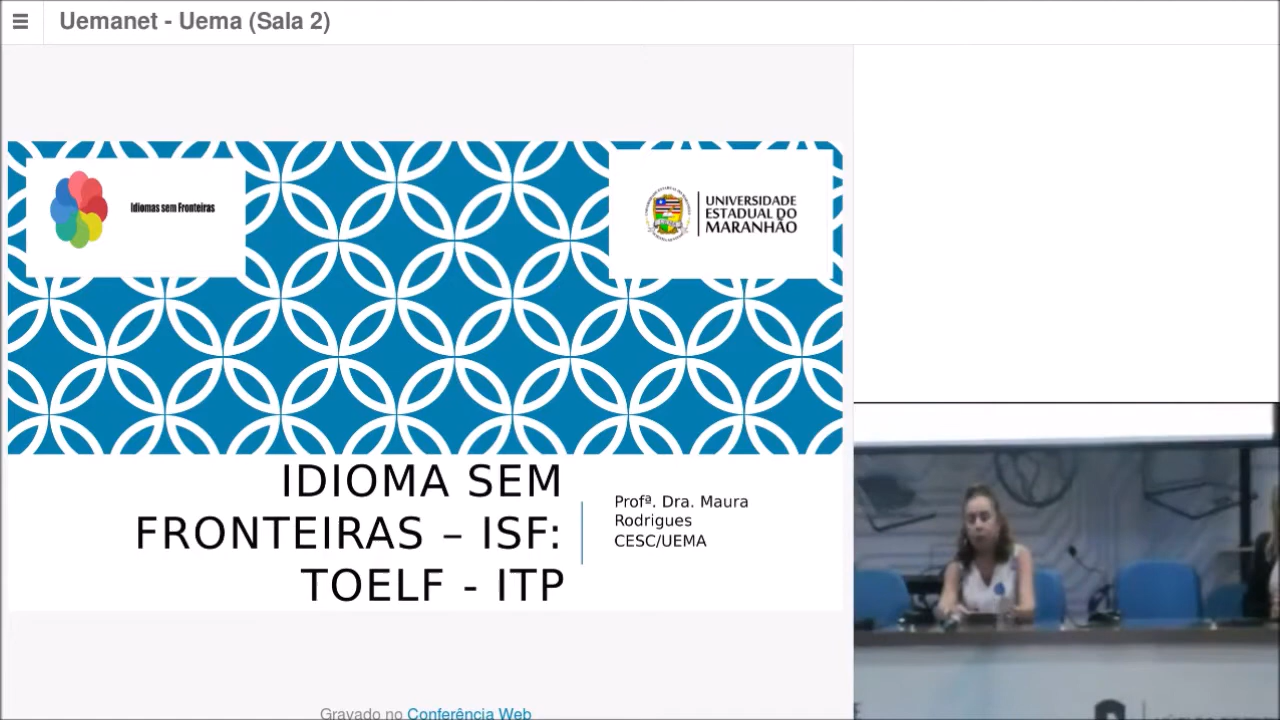 Uemanet - Uema (Sala 2)
Idiomas sem Fronteiras
UNIVERSIDADE
ESTADUAL DO
MARANHÃO
IDIOMA SEM
FRONTEIRAS – ISF:
TOELF - ITP
Profª. Dra. Maura
Rodrigues
CESC/UEMA
Gravado no Conferência Web